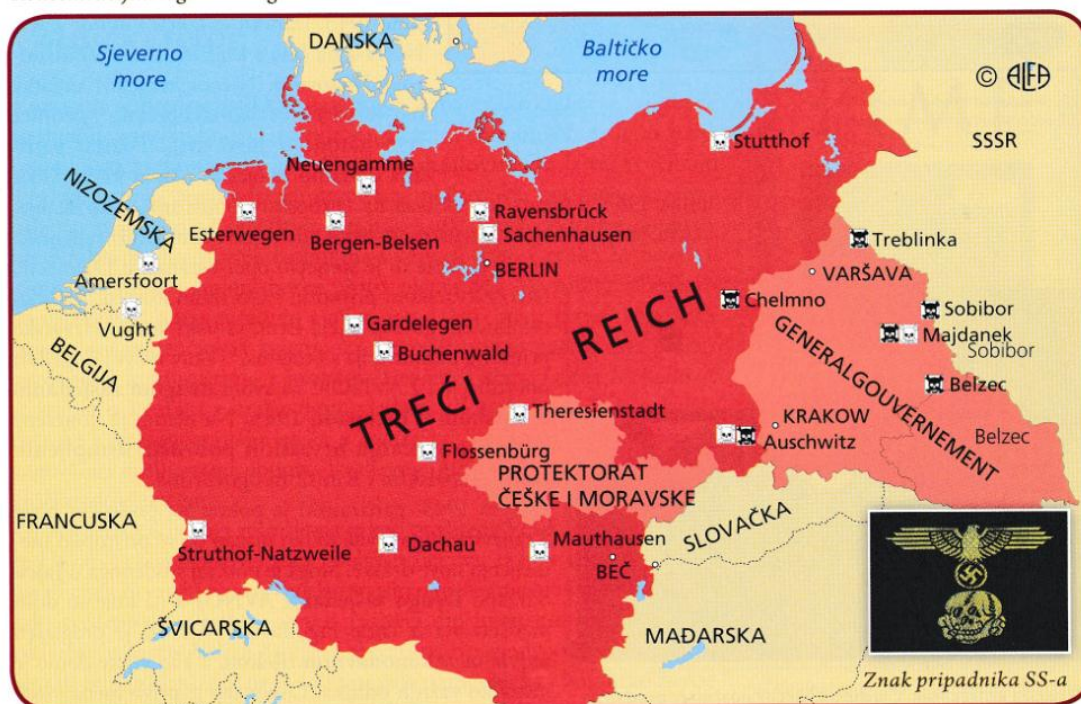 Sjeverno
more
DANSKA
Baltičko
more
© ALFA
Stutthof
SSSR
Neuengamme
NIZOZEMSKA
Esterwegen
Bergen-Belsen
Ravensbrück
Sachenhausen
BERLIN
Treblinka
VARŠAVA
Amersfoort
Vught
Chelmno
Sobibor
Majdanek
Sobibor
Gardelegen
Buchenwald
BELGIJA
TREĆI REICH
GENERALGOUVERNEMENT
Belzec
Belzec
Theresienstadt
KRAKOW
Auschwitz
Flossenbürg
PROTEKTORAT
ČEŠKE I MORAVSKE
FRANCUSKA
Struthof-Natzweile
Dachau
Mauthausen
BEČ
SLOVAČKA
ŠVICARSKA
MAĐARSKA
Znak pripadnika SS-a